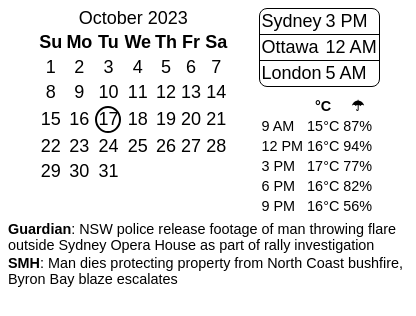 October 2023
Su Mo Tu We Th Fr Sa
1 2 3 4 5 6 7
8 9 10 11 12 13 14
15 16 17 18 19 20 21
22 23 24 25 26 27 28
29 30 31
Sydney 3 PM
Ottawa 12 AM
London 5 AM
°C ☂
9 AM 15°C 87%
12 PM 16°C 94%
3 PM 17°C 77%
6 PM 16°C 82%
9 PM 16°C 56%
Guardian: NSW police release footage of man throwing flare
outside Sydney Opera House as part of rally investigation
SMH: Man dies protecting property from North Coast bushfire,
Byron Bay blaze escalates